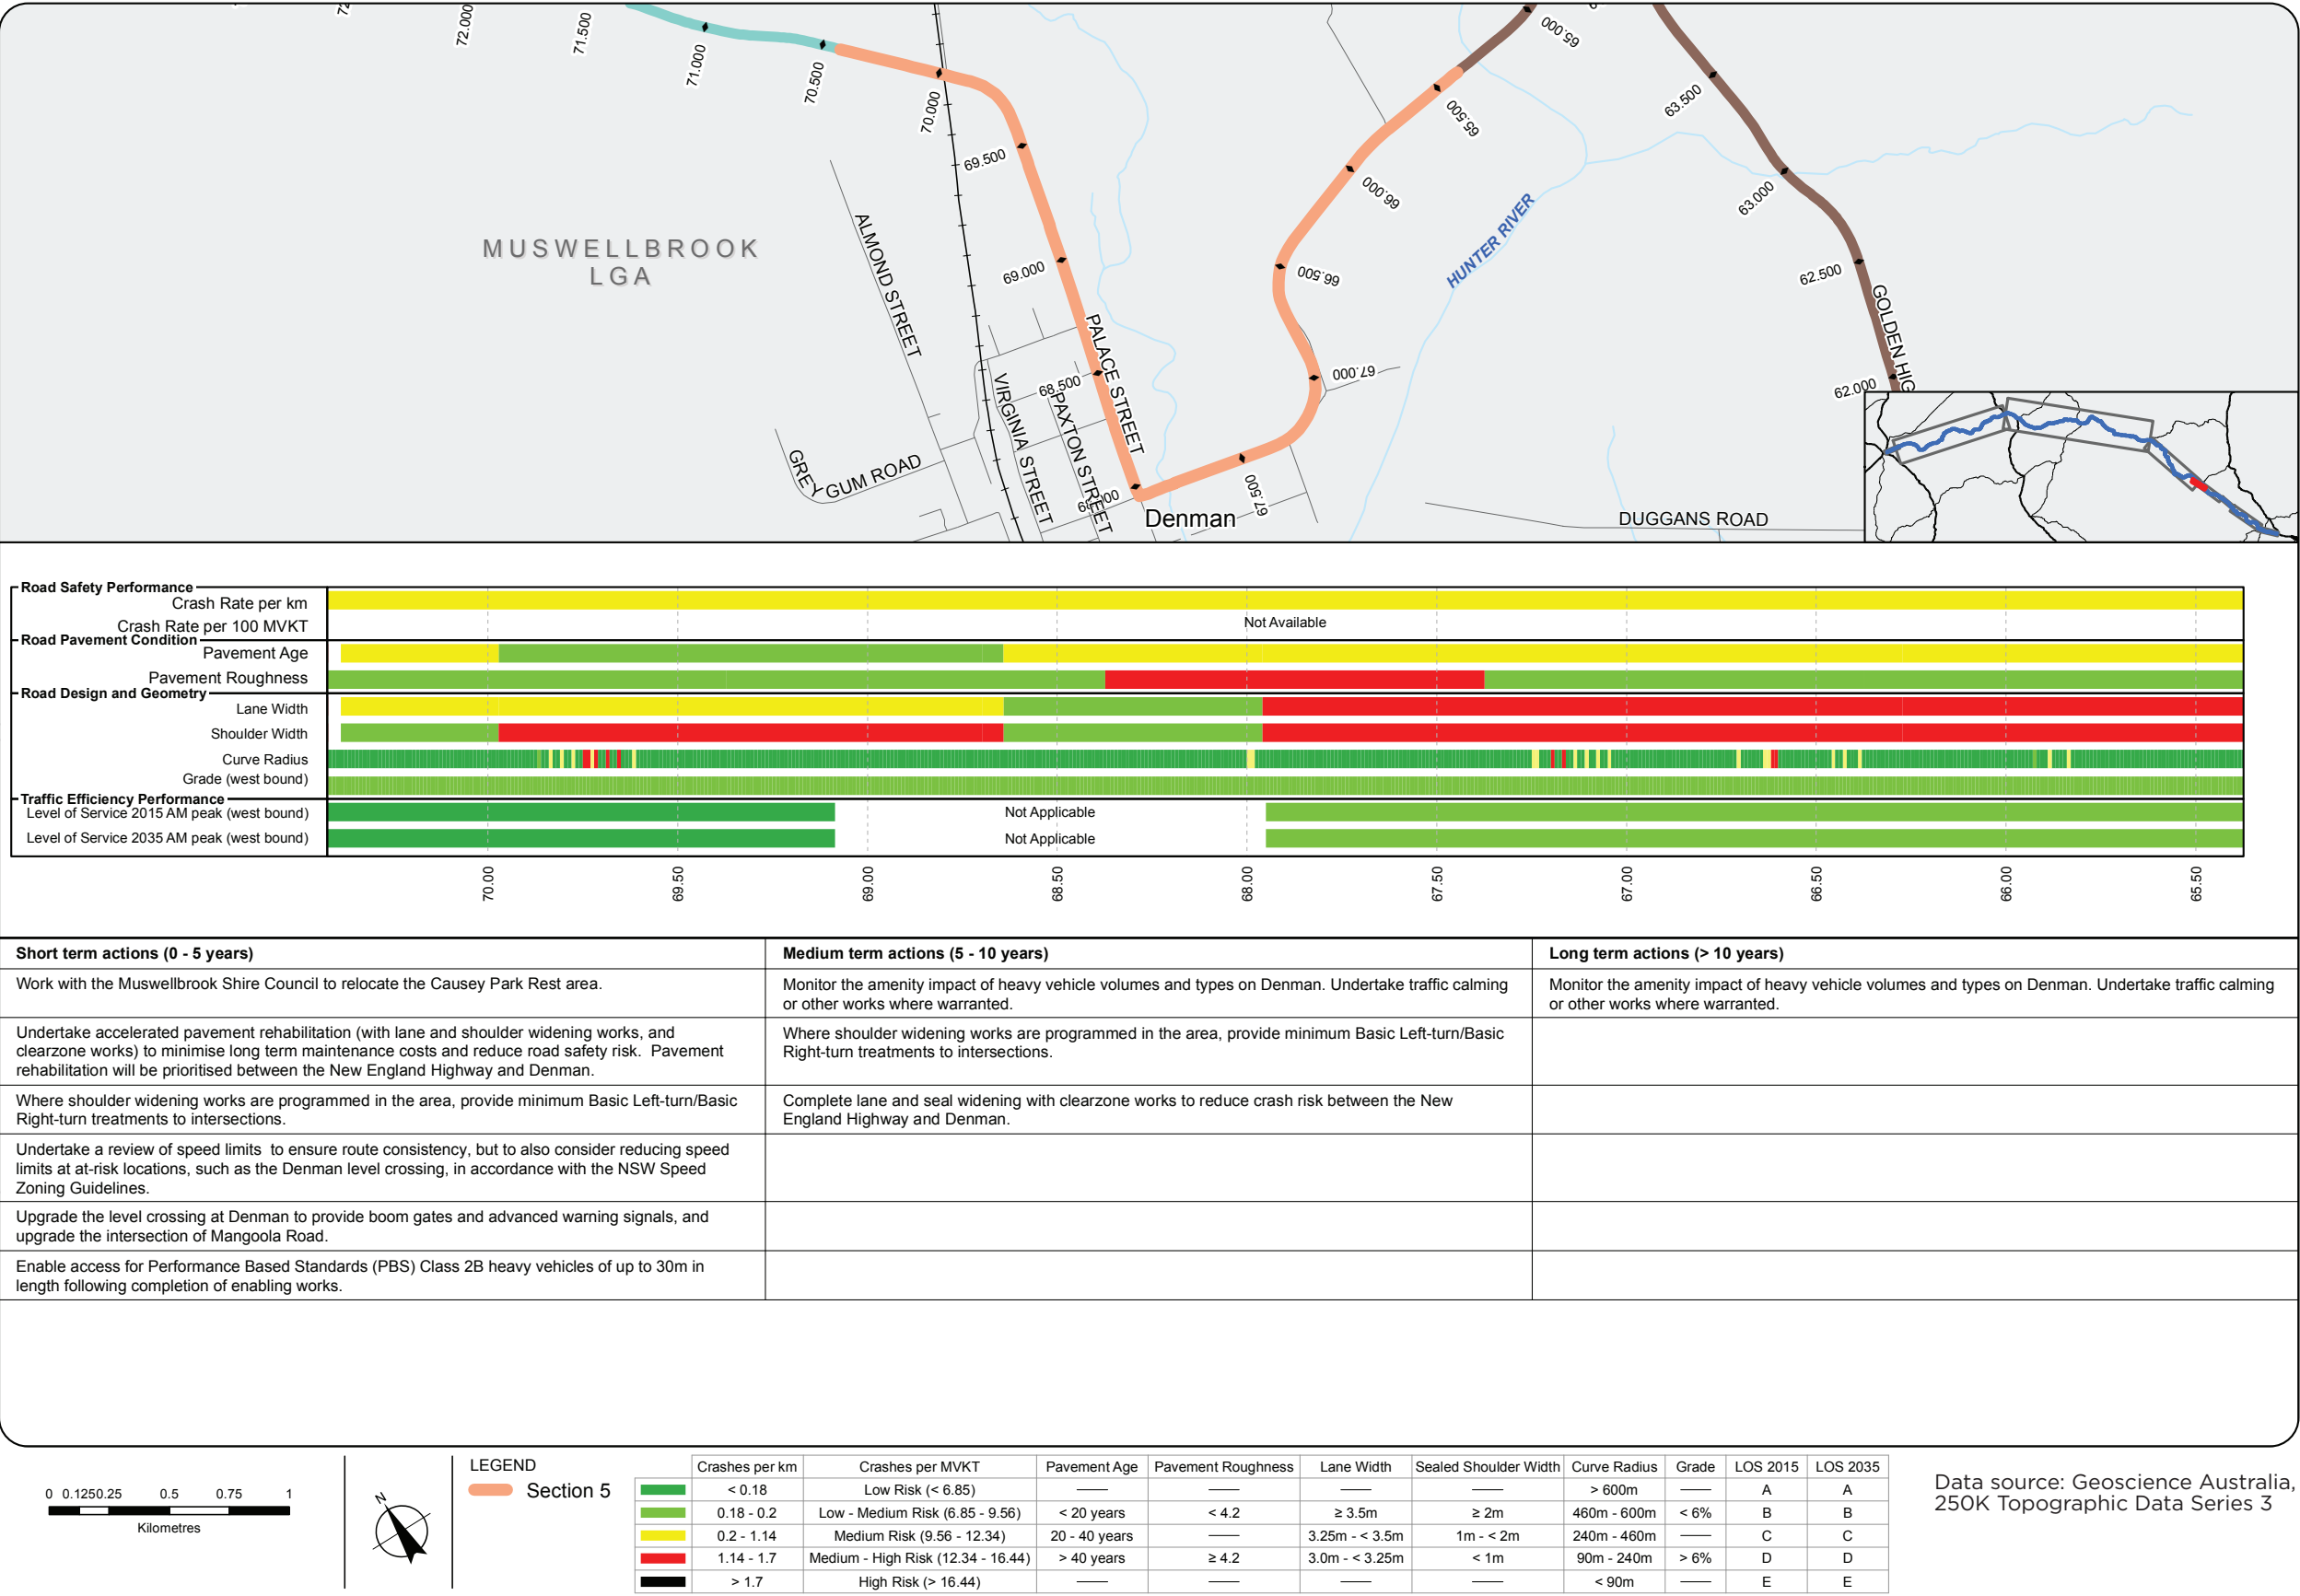 72.000
71.500
71.000
70.500
70.000
69.500
69.000
68.500
67.500
67.000
66.500
66.000
65.500
65.000
63.500
63.000
62.500
62.000
MUSWELLBROOK
LGA
ALMOND STREET
PALACE STREET
VIRGINIA STREET
PAXTON STREET
GREY GUM ROAD
HUNTER RIVER
GOLDEN HIG
Denman
DUGGANS ROAD
Road Safety Performance
Crash Rate per km
Crash Rate per 100 MVKT
Not Available
Road Pavement Condition
Pavement Age
Pavement Roughness
Road Design and Geometry
Lane Width
Shoulder Width
Curve Radius
Grade (west bound)
Traffic Efficiency Performance
Level of Service 2015 AM peak (west bound)
Not Applicable
Level of Service 2035 AM peak (west bound)
Not Applicable
70.00 69.50 69.00 68.50 68.00 67.50 67.00 66.50 66.00 65.50
Short term actions (0 - 5 years)
Medium term actions (5 - 10 years)
Long term actions (> 10 years)
Work with the Muswellbrook Shire Council to relocate the Causey Park Rest area.
Monitor the amenity impact of heavy vehicle volumes and types on Denman. Undertake traffic calming
or other works where warranted.
Monitor the amenity impact of heavy vehicle volumes and types on Denman. Undertake traffic calming
or other works where warranted.
Undertake accelerated pavement rehabilitation (with lane and shoulder widening works, and
clearzone works) to minimise long term maintenance costs and reduce road safety risk. Pavement
rehabilitation will be prioritised between the New England Highway and Denman.
Where shoulder widening works are programmed in the area, provide minimum Basic Left-turn/Basic
Right-turn treatments to intersections.
Where shoulder widening works are programmed in the area, provide minimum Basic Left-turn/Basic
Right-turn treatments to intersections.
Complete lane and seal widening with clearzone works to reduce crash risk between the New
England Highway and Denman.
Undertake a review of speed limits to ensure route consistency, but to also consider reducing speed
limits at at-risk locations, such as the Denman level crossing, in accordance with the NSW Speed
Zoning Guidelines.
Upgrade the level crossing at Denman to provide boom gates and advanced warning signals, and
upgrade the intersection of Mangoola Road.
Enable access for Performance Based Standards (PBS) Class 2B heavy vehicles of up to 30m in
length following completion of enabling works.
0 0.125 0.25 0.5 0.75 1
Kilometres
N
LEGEND
Section 5
Crashes per km Crashes per MVKT Pavement Age Pavement Roughness Lane Width Sealed Shoulder Width Curve Radius Grade LOS 2015 LOS 2035
< 0.18 Low Risk (< 6.85) —— —— —— —— > 600m —— A A
0.18 - 0.2 Low - Medium Risk (6.85 - 9.56) < 20 years < 4.2 ≥ 3.5m ≥ 2m 460m - 600m < 6% B B
0.2 - 1.14 Medium Risk (9.56 - 12.34) 20 - 40 years —— 3.25m - < 3.5m 1m - < 2m 240m - 460m —— C C
1.14 - 1.7 Medium - High Risk (12.34 - 16.44) > 40 years ≥ 4.2 3.0m - < 3.25m < 1m 90m - 240m > 6% D D
> 1.7 High Risk (> 16.44) —— —— —— —— < 90m —— E E
Data source: Geoscience Australia,
250K Topographic Data Series 3